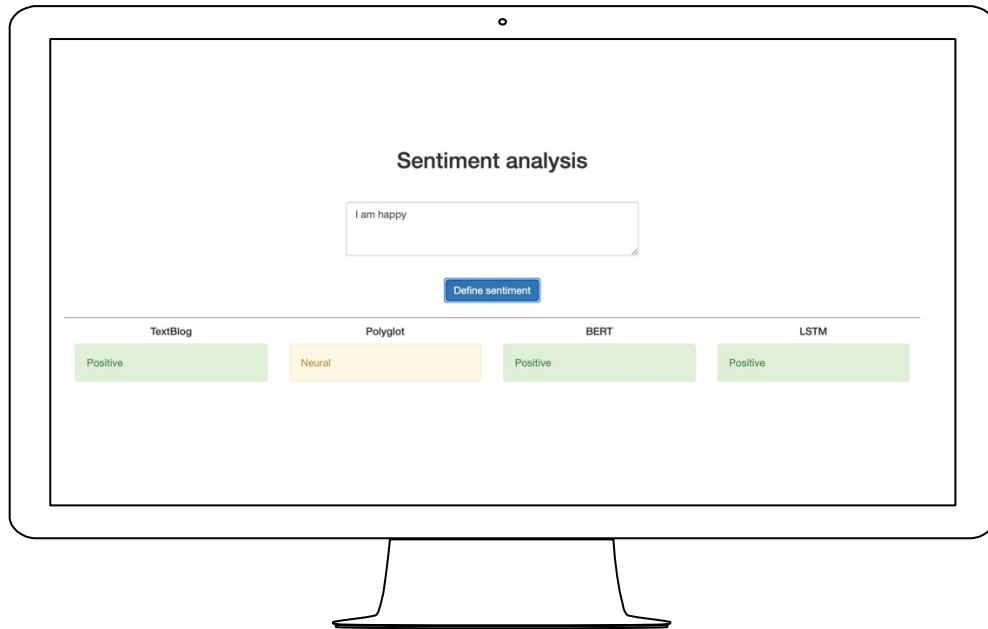 Sentiment analysis
I am happy
Define sentiment
TextBlog Polyglot BERT LSTM
Positive Neural Positive Positive